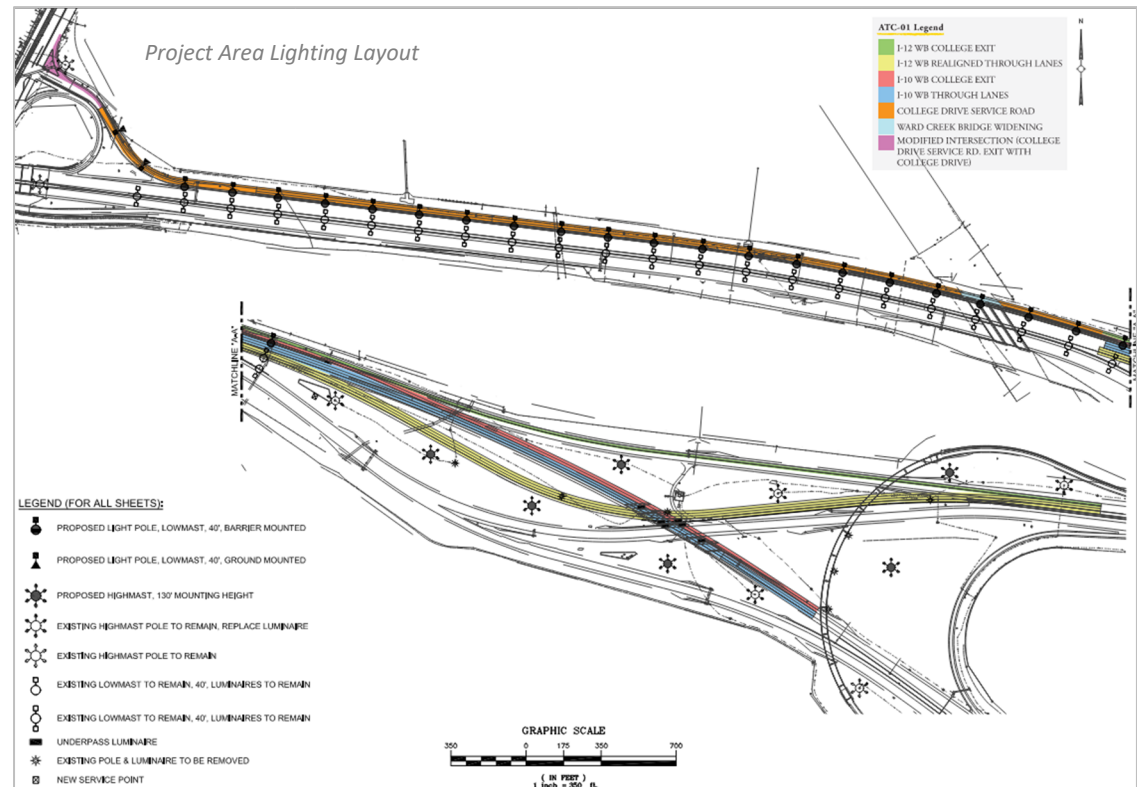 Project Area Lighting Layout
ATC-01 Legend
I-12 WB COLLEGE EXIT
I-12 WB REALIGNED THROUGH LANES
I-10 WB COLLEGE EXIT
I-10 WB THROUGH LANES
COLLEGE DRIVE SERVICE ROAD
WARD CREEK BRIDGE WIDENING
MODIFIED INTERSECTION (COLLEGE
DRIVE SERVICE RD. EXIT WITH
COLLEGE DRIVE)
N
MATCHLINE "A-A"
LEGEND (FOR ALL SHEETS):
PROPOSED LIGHT POLE, LOWMAST, 40', BARRIER MOUNTED
PROPOSED LIGHT POLE, LOWMAST, 40', GROUND MOUNTED
PROPOSED HIGHMAST, 130' MOUNTING HEIGHT
EXISTING HIGHMAST POLE TO REMAIN, REPLACE LUMINAIRE
EXISTING HIGHMAST POLE TO REMAIN
EXISTING LOWMAST TO REMAIN, 40', LUMINAIRES TO REMAIN
EXISTING LOWMAST TO REMAIN, 40', LUMINAIRES TO REMAIN
UNDERPASS LUMINAIRE
EXISTING POLE & LUMINAIRE TO BE REMOVED
NEW SERVICE POINT
GRAPHIC SCALE
350 0 175 350 700
( IN FEET )
1 inch = 350 ft.